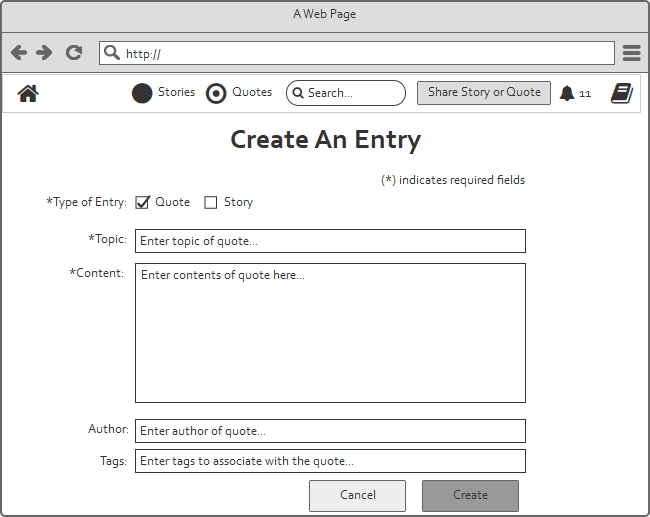 A Web Page
http://
Stories Quotes Search... Share Story or Quote 11
Create An Entry
(*) indicates required fields
*Type of Entry: Quote Story
*Topic: Enter topic of quote...
*Content: Enter contents of quote here...
Author: Enter author of quote...
Tags: Enter tags to associate with the quote...
Cancel Create